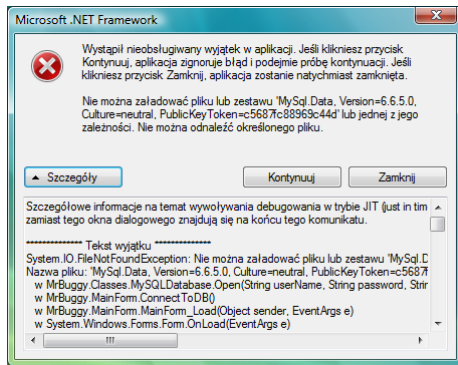 Microsoft .NET Framework
Wystąpił nieobsługiwany wyjątek w aplikacji. Jeśli klikniesz przycisk
Kontynuuj, aplikacja zignoruje błąd i podejmie próbę kontynuacji. Jeśli
klikniesz przycisk Zamknij, aplikacja zostanie natychmiast zamknięta.
Nie można załadować pliku lub zestawu 'MySql.Data, Version=6.6.5.0,
Culture=neutral, PublicKeyToken=c5687fc88969c44d' lub jednej z jego
zależności. Nie można odnaleźć określonego pliku.
Szczegóły
Kontynuuj
Zamknij
Szczegółowe informacje na temat wywoływania debugowania w trybie JIT (just in tim
zamiast tego okna dialogowego znajdują się na końcu tego komunikatu.
************** Tekst wyjątku **************
System.IO.FileNotFoundException: Nie można załadować pliku lub zestawu 'MySql.D
Nazwa pliku: 'MySql.Data, Version=6.6.5.0, Culture=neutral, PublicKeyToken=c5687f
w MrBuggy.Classes.MySQLDatabase.Open(String userName, String password, Strir
w MrBuggy.MainForm.ConnectToDB()
w MrBuggy.MainForm.MainForm_Load(Object sender, EventArgs e)
w System.Windows.Forms.Form.OnLoad(EventArgs e)